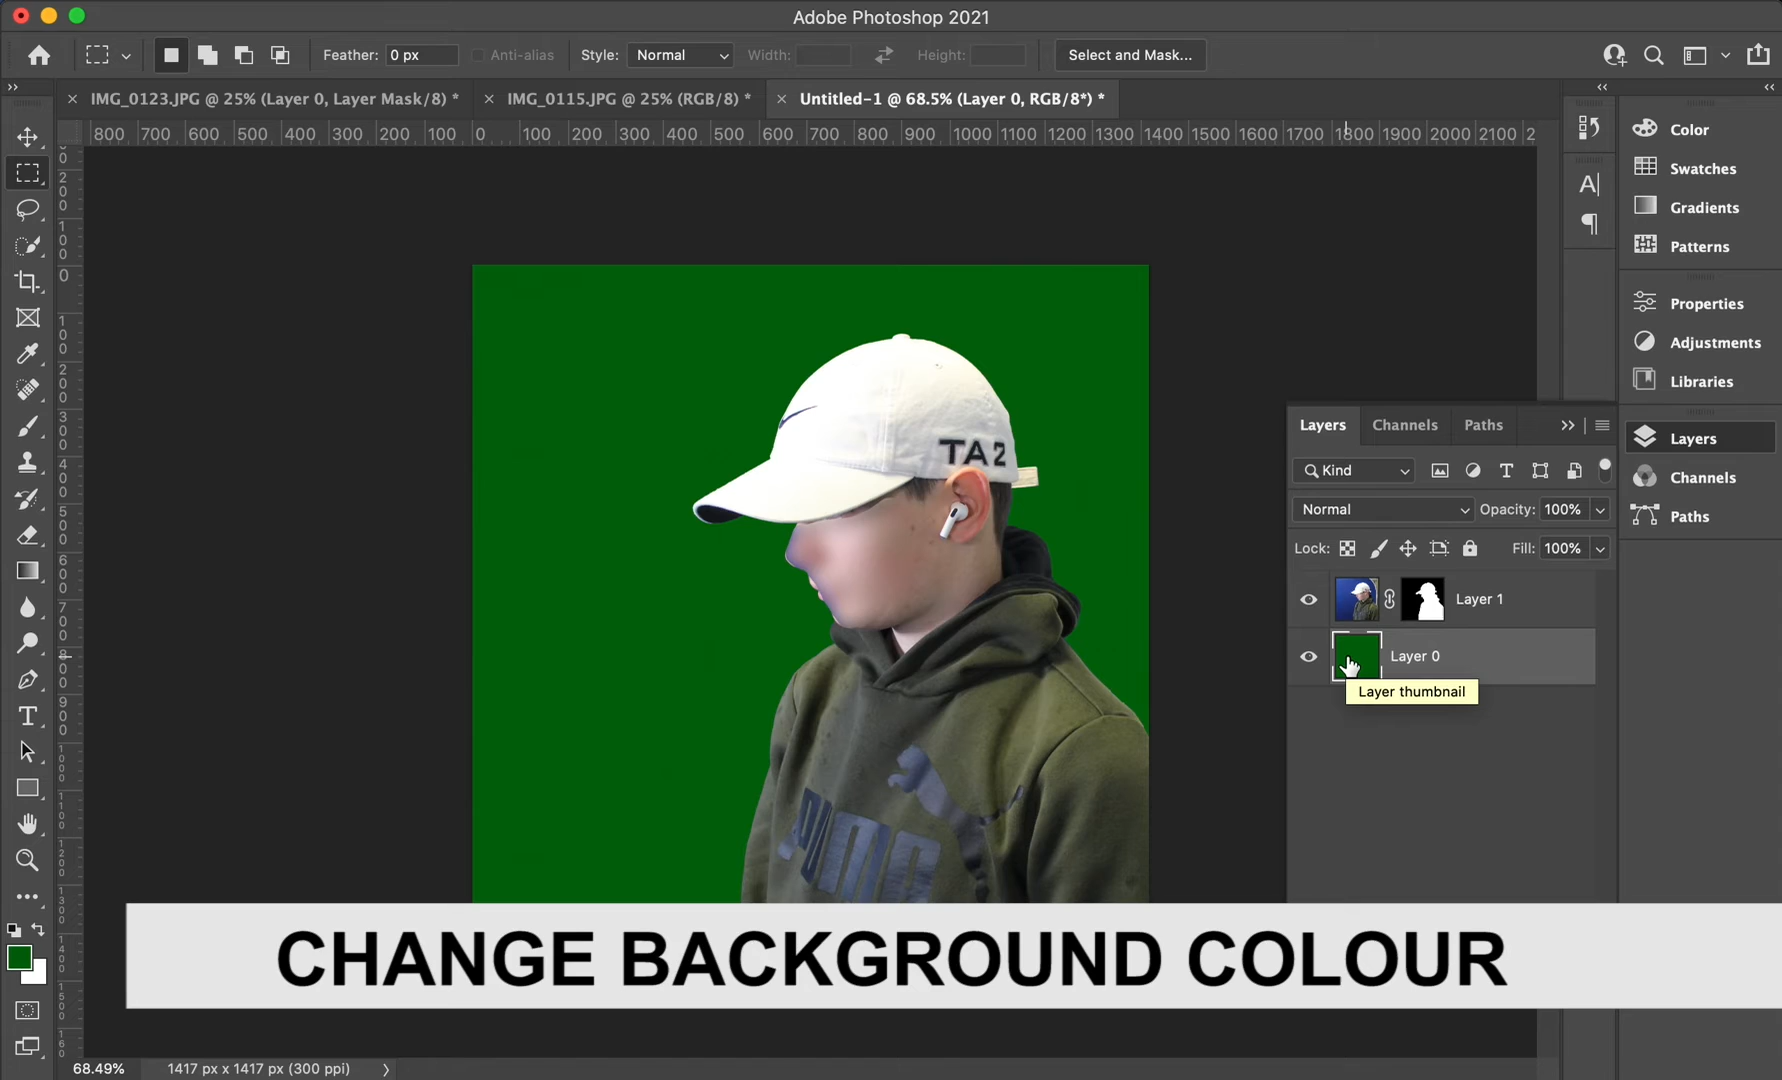 Adobe Photoshop 2021
Feather: 0 px Anti-alias Style: Normal Width: Height: Select and Mask...
IMG_0123.JPG @ 25% (Layer 0, Layer Mask/8) * IMG_0115.JPG @ 25% (RGB/8) * Untitled-1 @ 68.5% (Layer 0, RGB/8*) *
800 700 600 500 400 300 200 100 0 100 200 300 400 500 600 700 800 900 1000 1100 1200 1300 1400 1500 1600 1700 1800 1900 2000 2100 2
Color
Swatches
Gradients
Patterns
Properties
Adjustments
Libraries
Layers
Channels
Paths
Layers Channels Paths
Kind
Normal Opacity: 100%
Lock: Fill: 100%
Layer 1
Layer 0
Layer thumbnail
TA 2
PUMA
CHANGE BACKGROUND COLOUR
68.49% 1417 px x 1417 px (300 ppi)